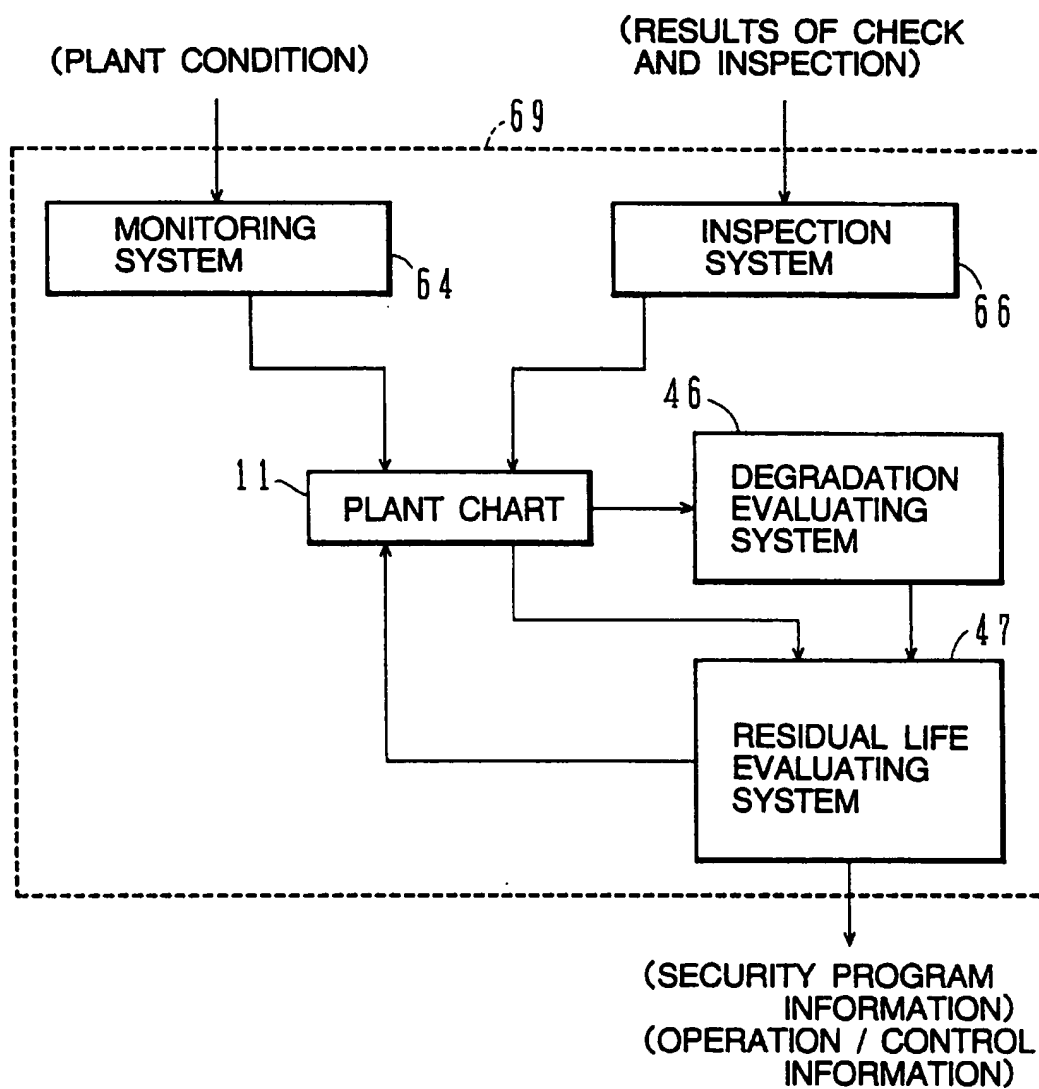 (PLANT CONDITION)
(RESULTS OF CHECK
AND INSPECTION)
69
MONITORING
SYSTEM
64
INSPECTION
SYSTEM
66
46
11
PLANT CHART
DEGRADATION
EVALUATING
SYSTEM
47
RESIDUAL LIFE
EVALUATING
SYSTEM
(SECURITY PROGRAM
INFORMATION)
(OPERATION / CONTROL
INFORMATION)